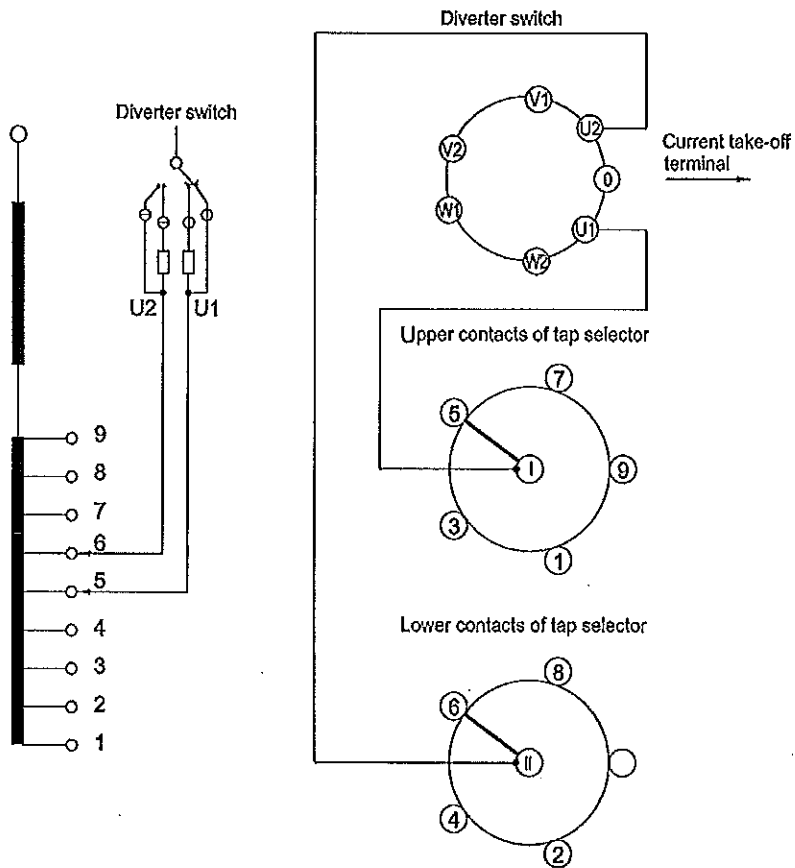 Diverter switch
U2
U1
9
8
7
6
5
4
3
2
1
Diverter switch
V1
U2
V2
0
W1
U1
W2
Current take-off
terminal
Upper contacts of tap selector
7
5
I
9
3
1
Lower contacts of tap selector
8
6
II
4
2